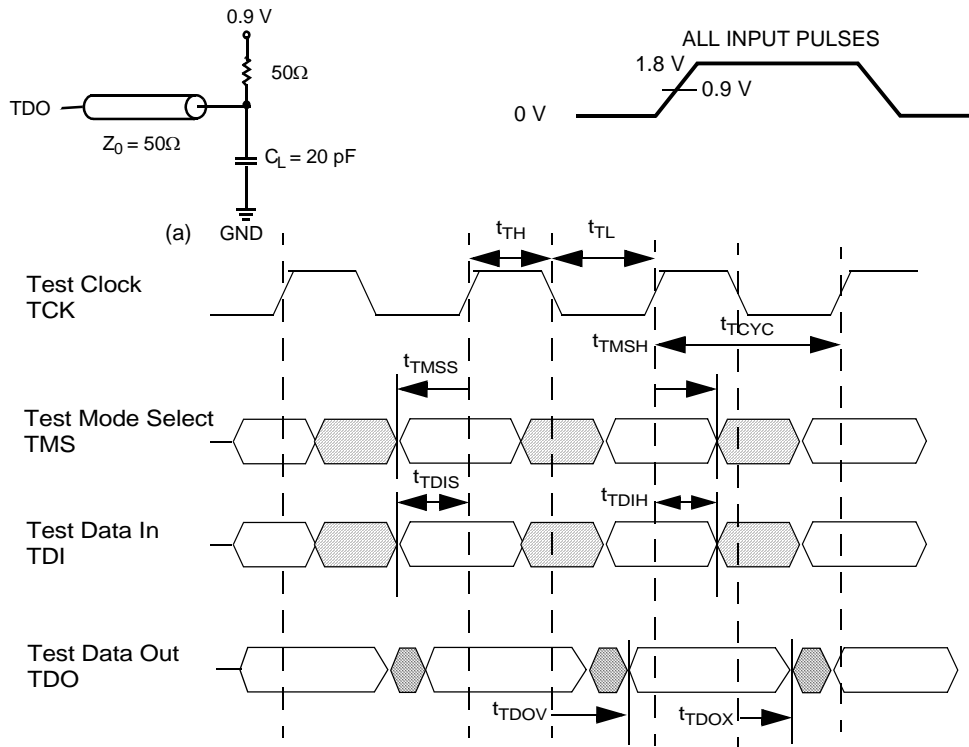 0.9 V
50Ω
TDO
Z0 = 50Ω
CL = 20 pF
(a) GND
ALL INPUT PULSES
1.8 V
0.9 V
0 V
tTH
tTL
Test Clock
TCK
tTCYC
tTMSH
tTMSS
Test Mode Select
TMS
tTDIS
tTDIH
Test Data In
TDI
Test Data Out
TDO
tTDOV
tTDOX